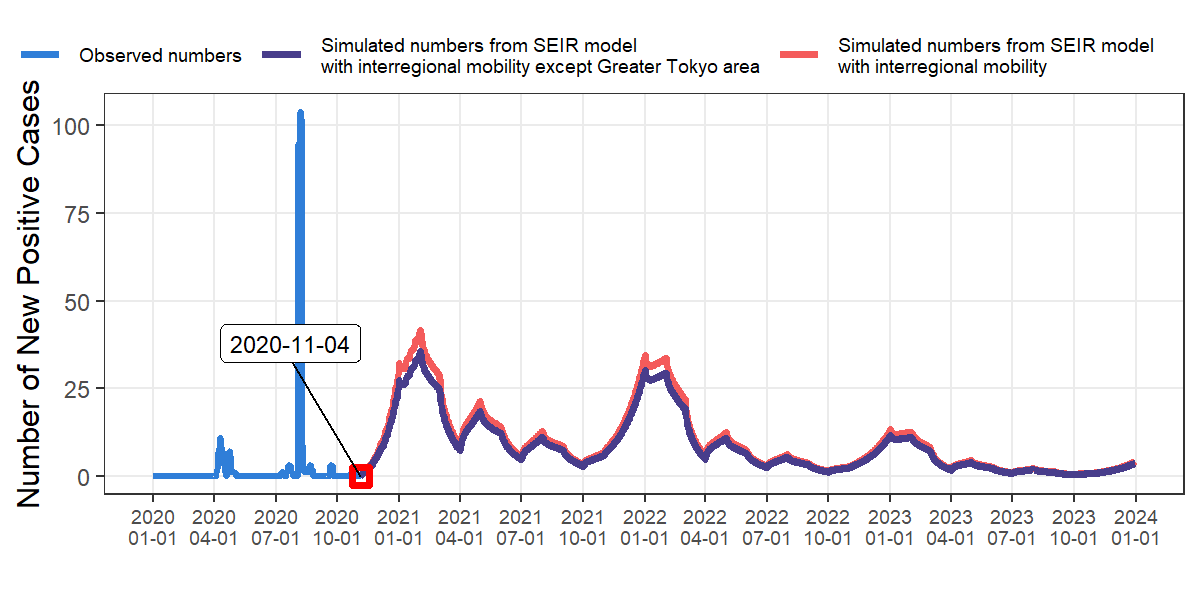 Observed numbers
Simulated numbers from SEIR model
with interregional mobility except Greater Tokyo area
Simulated numbers from SEIR model
with interregional mobility
Number of New Positive Cases
100
75
50
25
0
2020-11-04
2020 2020 2020 2020 2021 2021 2021 2021 2022 2022 2022 2022 2023 2023 2023 2023 2024
01-01 04-01 07-01 10-01 01-01 04-01 07-01 10-01 01-01 04-01 07-01 10-01 01-01 04-01 07-01 10-01 01-01